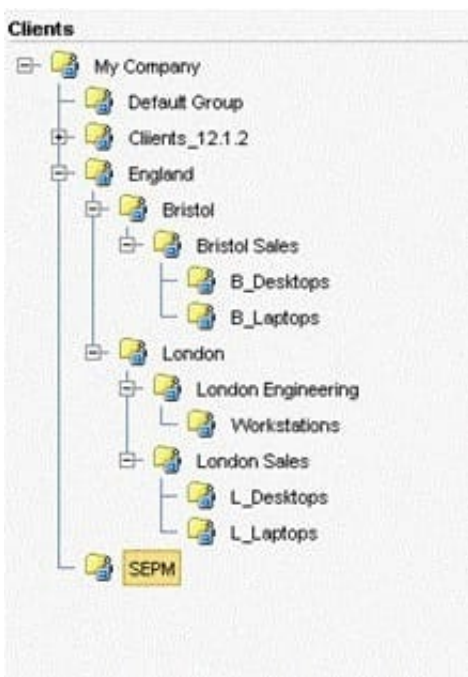 Clients
My Company
Default Group
Cliients_12.1.2
England
Bristol
Bristol Sales
B_Desktops
B_Laptops
London
London Engineering
Workstations
London Sales
L_Desktops
L_Laptops
SEPM